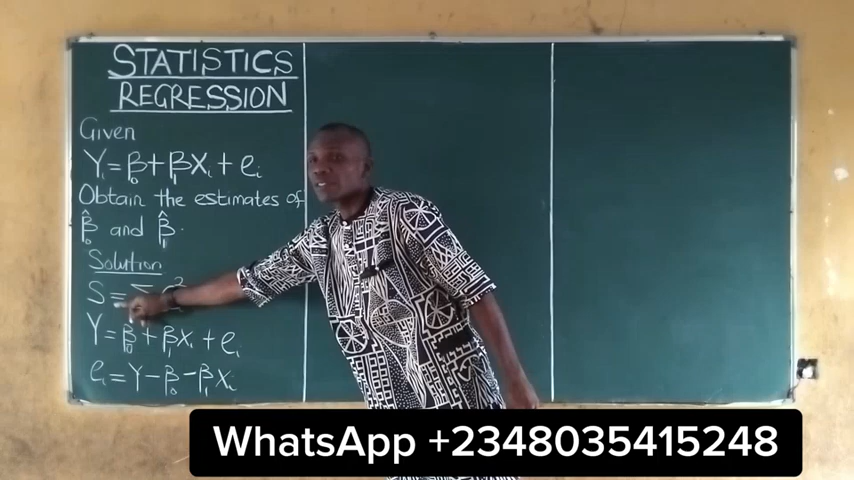 STATISTICS
REGRESSION
Given
Yᵢ = β₀ + β₁Xᵢ + eᵢ
Obtain the estimates of
β̂₀ and β̂₁.
Solution
S = Σ 2
Y = β₀ + β₁Xᵢ + eᵢ
eᵢ = Y − β₀ − β₁Xᵢ
WhatsApp +2348035415248